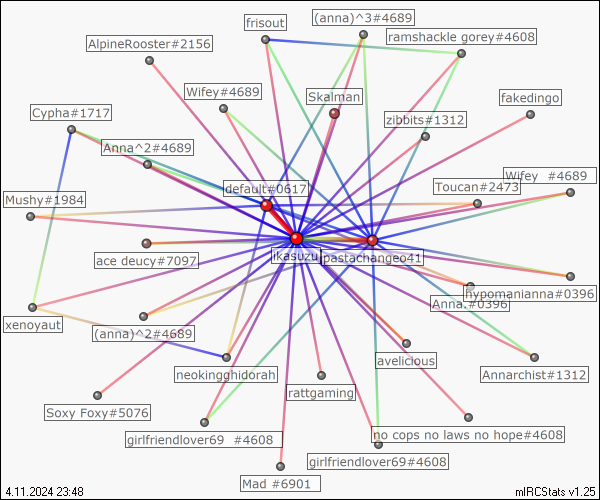 (anna)^3#4689
frisout
ramshackle gorey#4608
AlpineRooster#2156
Wifey#4689
Skalman
fakedingo
Cypha#1717
zibbits#1312
Anna^2#4689
Wifey #4689
default#0617
Toucan#2473
Mushy#1984
ace deucy#7097
ikasuzu
pastachangeo41
hypomanianna#0396
Anna.#0396
xenoyaut
(anna)^2#4689
avelicious
neokingghidorah
Annarchist#1312
rattgaming
Soxy Foxy#5076
girlfriendlover69 #4608
no cops no laws no hope#4608
girlfriendlover69#4608
Mad #6901
4.11.2024 23:48
mIRCStats v1.25